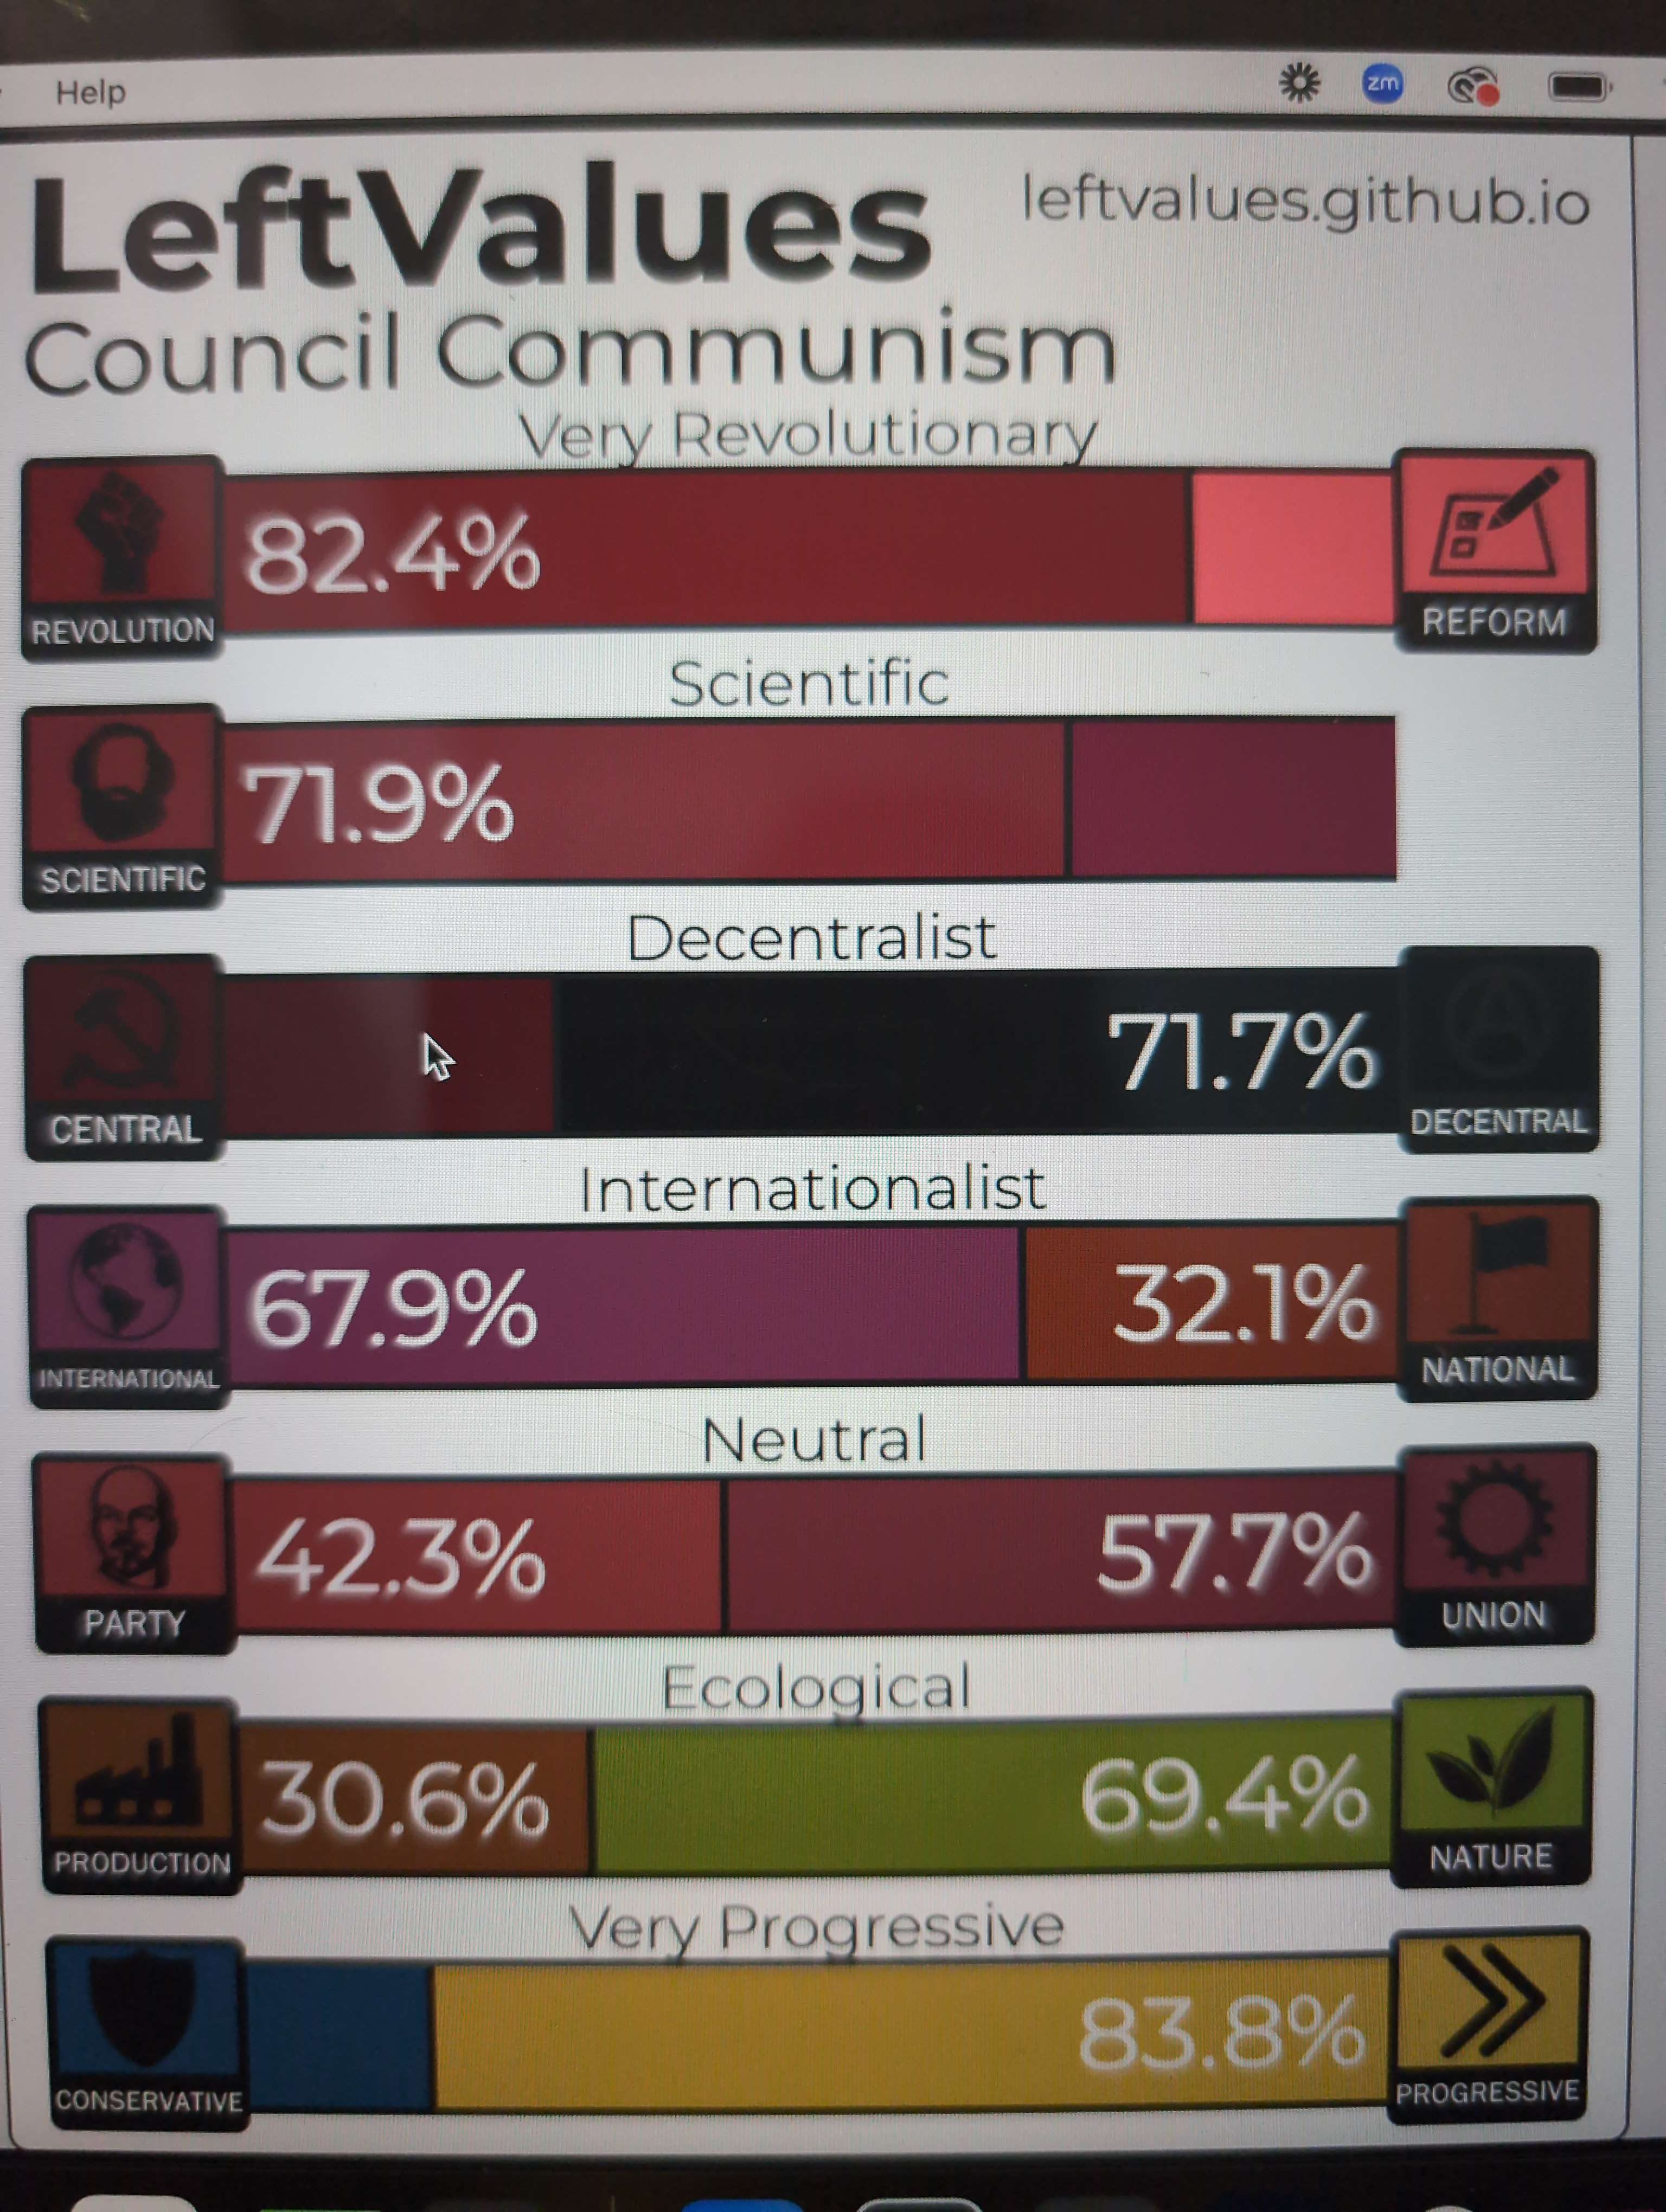 Help
zm
LeftValues
leftvalues.github.io
Council Communism
Very Revolutionary
82.4%
REVOLUTION
REFORM
Scientific
71.9%
SCIENTIFIC
Decentralist
71.7%
CENTRAL
DECENTRAL
Internationalist
67.9% 32.1%
INTERNATIONAL
NATIONAL
Neutral
42.3% 57.7%
PARTY
UNION
Ecological
30.6% 69.4%
PRODUCTION
NATURE
Very Progressive
83.8%
CONSERVATIVE
PROGRESSIVE